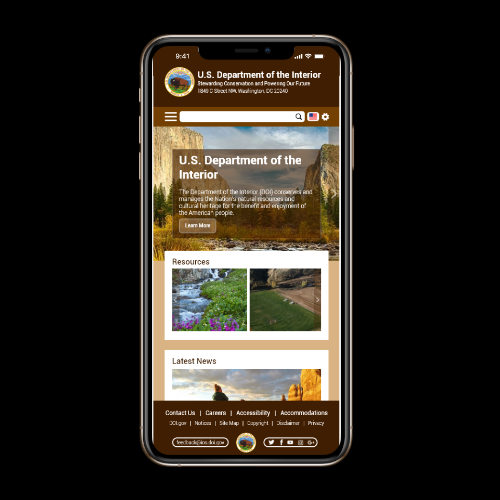 9:41
U.S. Department of the Interior
Stewarding Conservation and Powering Our Future
1849 C Street NW, Washington, DC 20240
U.S. Department of the
Interior
The Department of the Interior (DOI) conserves and
manages the Nation's natural resources and
cultural heritage for the benefit and enjoyment of
the American people.
Learn More
Resources
Latest News
Contact Us | Careers | Accessibility | Accommodations
DOI.gov | Notices | Site Map | Copyright | Disclaimer | Privacy
feedback@ios.doi.gov